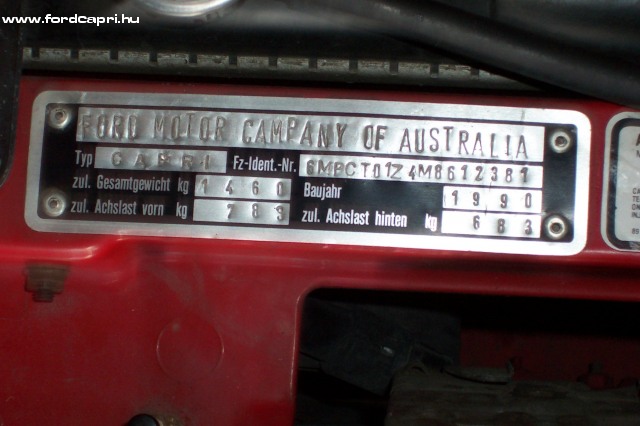 www.fordcapri.hu
FORD MOTOR CAMPANY OF AUSTRALIA
Typ CAPRI Fz-Ident.-Nr. 6MPCT01Z4M8612381
zul. Gesamtgewicht kg 1460 Baujahr 1990
zul. Achslast vorn kg 783 zul. Achslast hinten kg 683